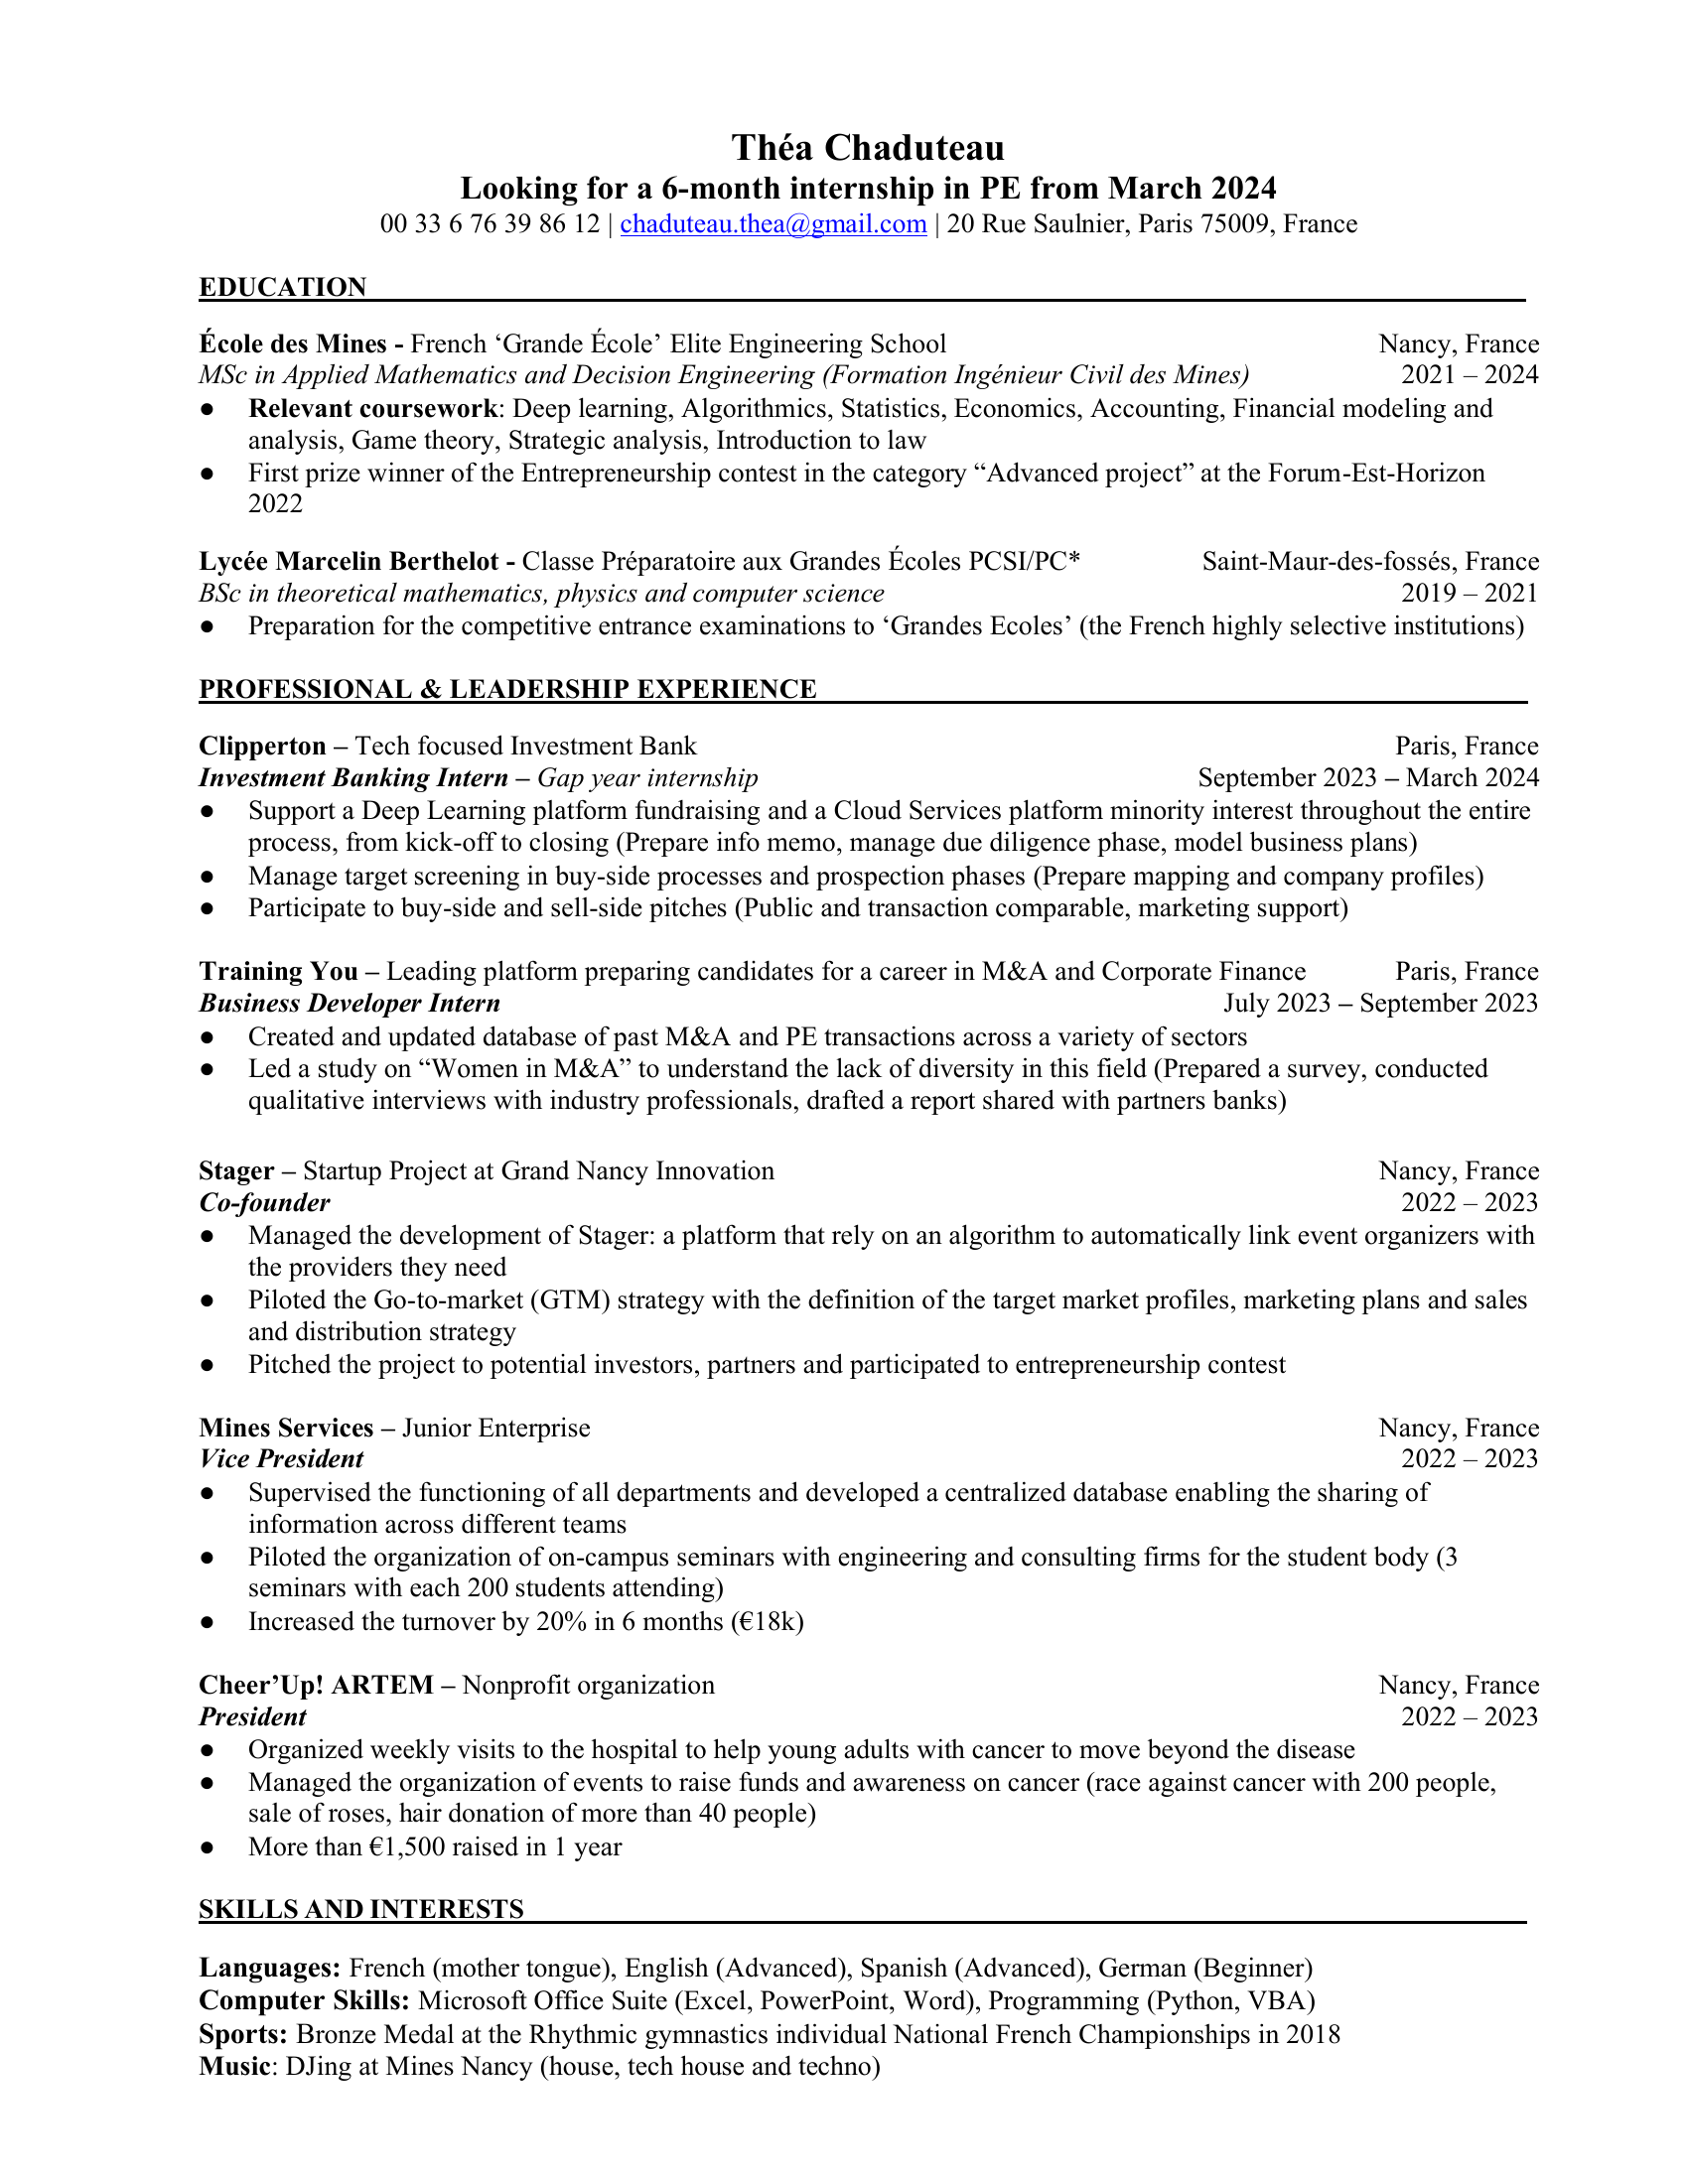 Théa Chaduteau
Looking for a 6-month internship in PE from March 2024
00 33 6 76 39 86 12 | chaduteau.thea@gmail.com | 20 Rue Saulnier, Paris 75009, France
EDUCATION
École des Mines - French ‘Grande École’ Elite Engineering School Nancy, France
MSc in Applied Mathematics and Decision Engineering (Formation Ingénieur Civil des Mines) 2021 – 2024
● Relevant coursework: Deep learning, Algorithmics, Statistics, Economics, Accounting, Financial modeling and
analysis, Game theory, Strategic analysis, Introduction to law
● First prize winner of the Entrepreneurship contest in the category “Advanced project” at the Forum-Est-Horizon
2022
Lycée Marcelin Berthelot - Classe Préparatoire aux Grandes Écoles PCSI/PC* Saint-Maur-des-fossés, France
BSc in theoretical mathematics, physics and computer science 2019 – 2021
● Preparation for the competitive entrance examinations to ‘Grandes Ecoles’ (the French highly selective institutions)
PROFESSIONAL & LEADERSHIP EXPERIENCE
Clipperton – Tech focused Investment Bank Paris, France
Investment Banking Intern – Gap year internship September 2023 – March 2024
● Support a Deep Learning platform fundraising and a Cloud Services platform minority interest throughout the entire
process, from kick-off to closing (Prepare info memo, manage due diligence phase, model business plans)
● Manage target screening in buy-side processes and prospection phases (Prepare mapping and company profiles)
● Participate to buy-side and sell-side pitches (Public and transaction comparable, marketing support)
Training You – Leading platform preparing candidates for a career in M&A and Corporate Finance Paris, France
Business Developer Intern July 2023 – September 2023
● Created and updated database of past M&A and PE transactions across a variety of sectors
● Led a study on “Women in M&A” to understand the lack of diversity in this field (Prepared a survey, conducted
qualitative interviews with industry professionals, drafted a report shared with partners banks)
Stager – Startup Project at Grand Nancy Innovation Nancy, France
Co-founder 2022 – 2023
● Managed the development of Stager: a platform that rely on an algorithm to automatically link event organizers with
the providers they need
● Piloted the Go-to-market (GTM) strategy with the definition of the target market profiles, marketing plans and sales
and distribution strategy
● Pitched the project to potential investors, partners and participated to entrepreneurship contest
Mines Services – Junior Enterprise Nancy, France
Vice President 2022 – 2023
● Supervised the functioning of all departments and developed a centralized database enabling the sharing of
information across different teams
● Piloted the organization of on-campus seminars with engineering and consulting firms for the student body (3
seminars with each 200 students attending)
● Increased the turnover by 20% in 6 months (€18k)
Cheer’Up! ARTEM – Nonprofit organization Nancy, France
President 2022 – 2023
● Organized weekly visits to the hospital to help young adults with cancer to move beyond the disease
● Managed the organization of events to raise funds and awareness on cancer (race against cancer with 200 people,
sale of roses, hair donation of more than 40 people)
● More than €1,500 raised in 1 year
SKILLS AND INTERESTS
Languages: French (mother tongue), English (Advanced), Spanish (Advanced), German (Beginner)
Computer Skills: Microsoft Office Suite (Excel, PowerPoint, Word), Programming (Python, VBA)
Sports: Bronze Medal at the Rhythmic gymnastics individual National French Championships in 2018
Music: DJing at Mines Nancy (house, tech house and techno)